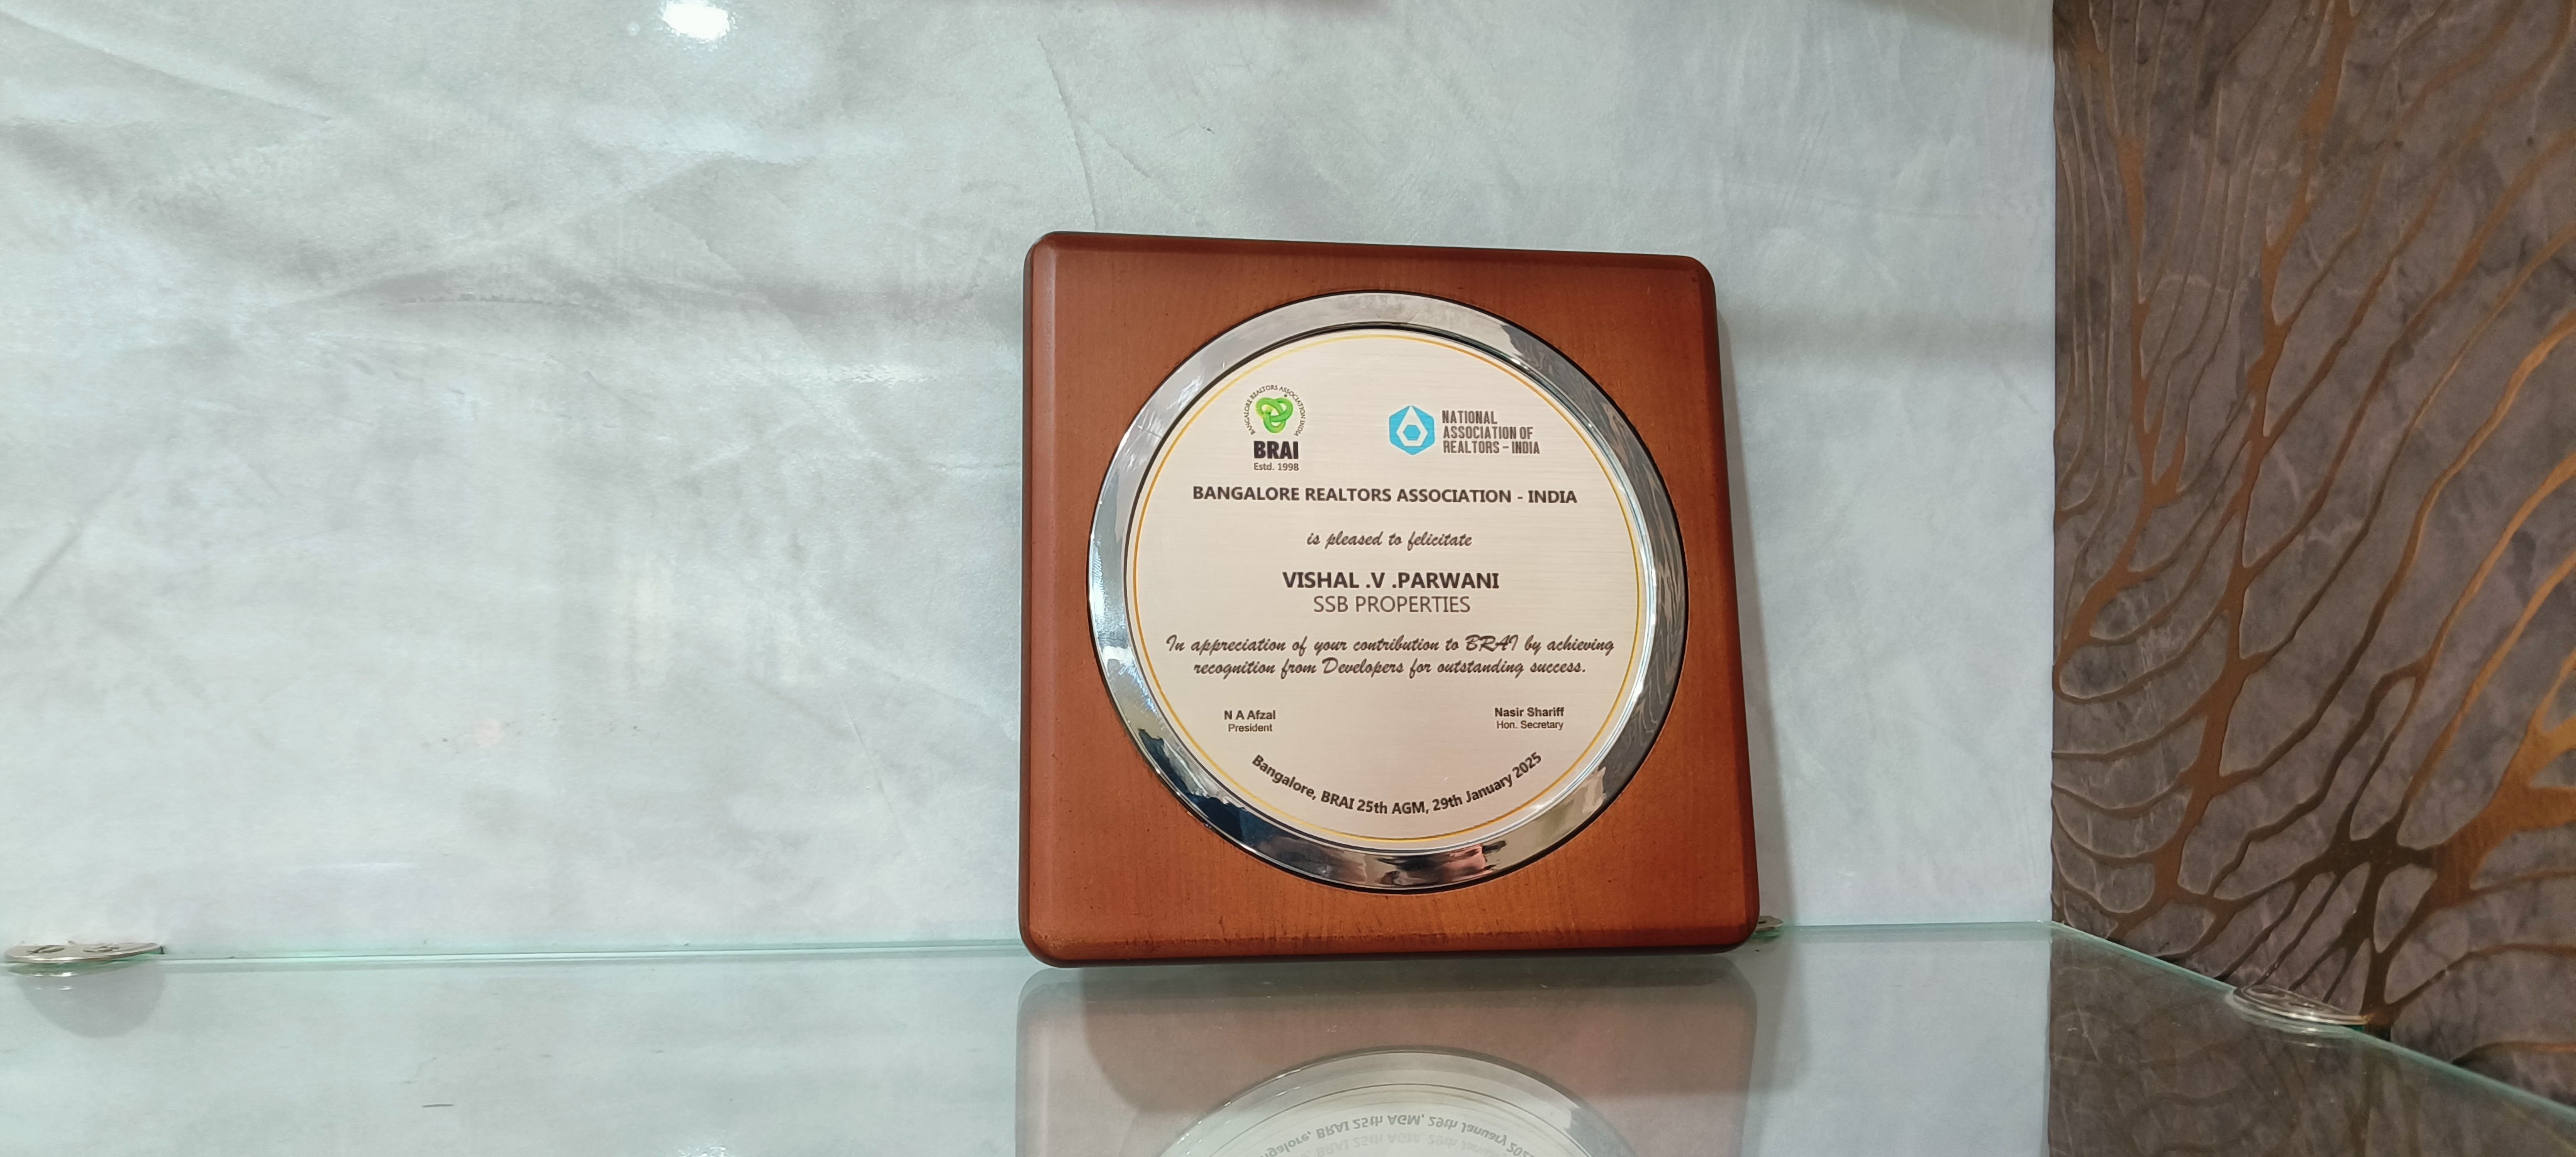 BANGALORE REALTORS ASSOCIATION INDIA
BRAI
Estd. 1998
NATIONAL
ASSOCIATION OF
REALTORS - INDIA
BANGALORE REALTORS ASSOCIATION - INDIA
is pleased to felicitate
VISHAL .V .PARWANI
SSB PROPERTIES
In appreciation of your contribution to BRAI by achieving
recognition from Developers for outstanding success.
N A Afzal
President
Nasir Shariff
Hon. Secretary
Bangalore, BRAI 25th AGM, 29th January 2025